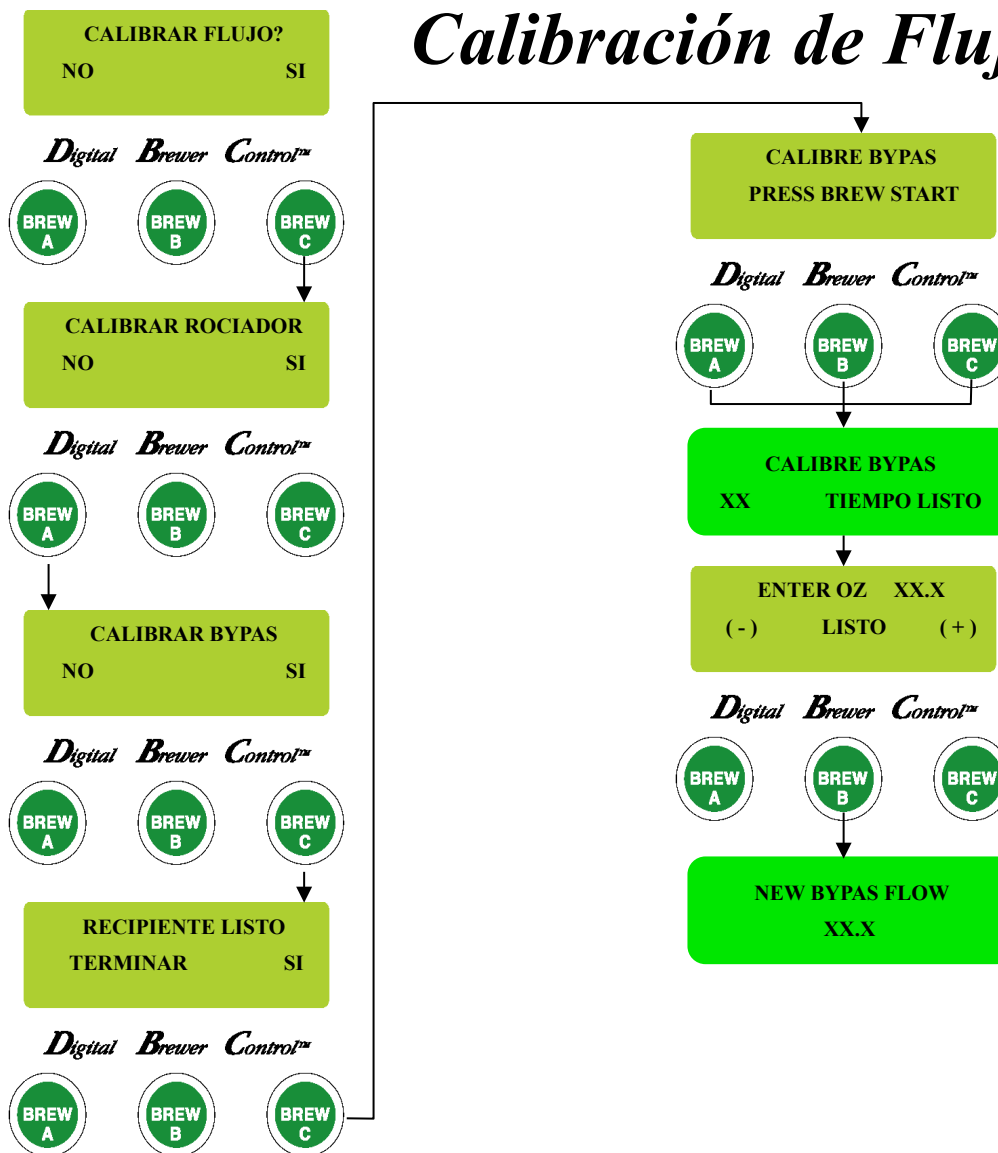 Calibración de Fluj
CALIBRAR FLUJO?
NO SI
Digital Brewer Control™
BREW A BREW B BREW C
CALIBRAR ROCIADOR
NO SI
Digital Brewer Control™
BREW A BREW B BREW C
CALIBRAR BYPAS
NO SI
Digital Brewer Control™
BREW A BREW B BREW C
RECIPIENTE LISTO
TERMINAR SI
Digital Brewer Control™
BREW A BREW B BREW C
CALIBRE BYPAS
PRESS BREW START
Digital Brewer Control™
BREW A BREW B BREW C
CALIBRE BYPAS
XX TIEMPO LISTO
ENTER OZ XX.X
( - ) LISTO ( + )
Digital Brewer Control™
BREW A BREW B BREW C
NEW BYPAS FLOW
XX.X